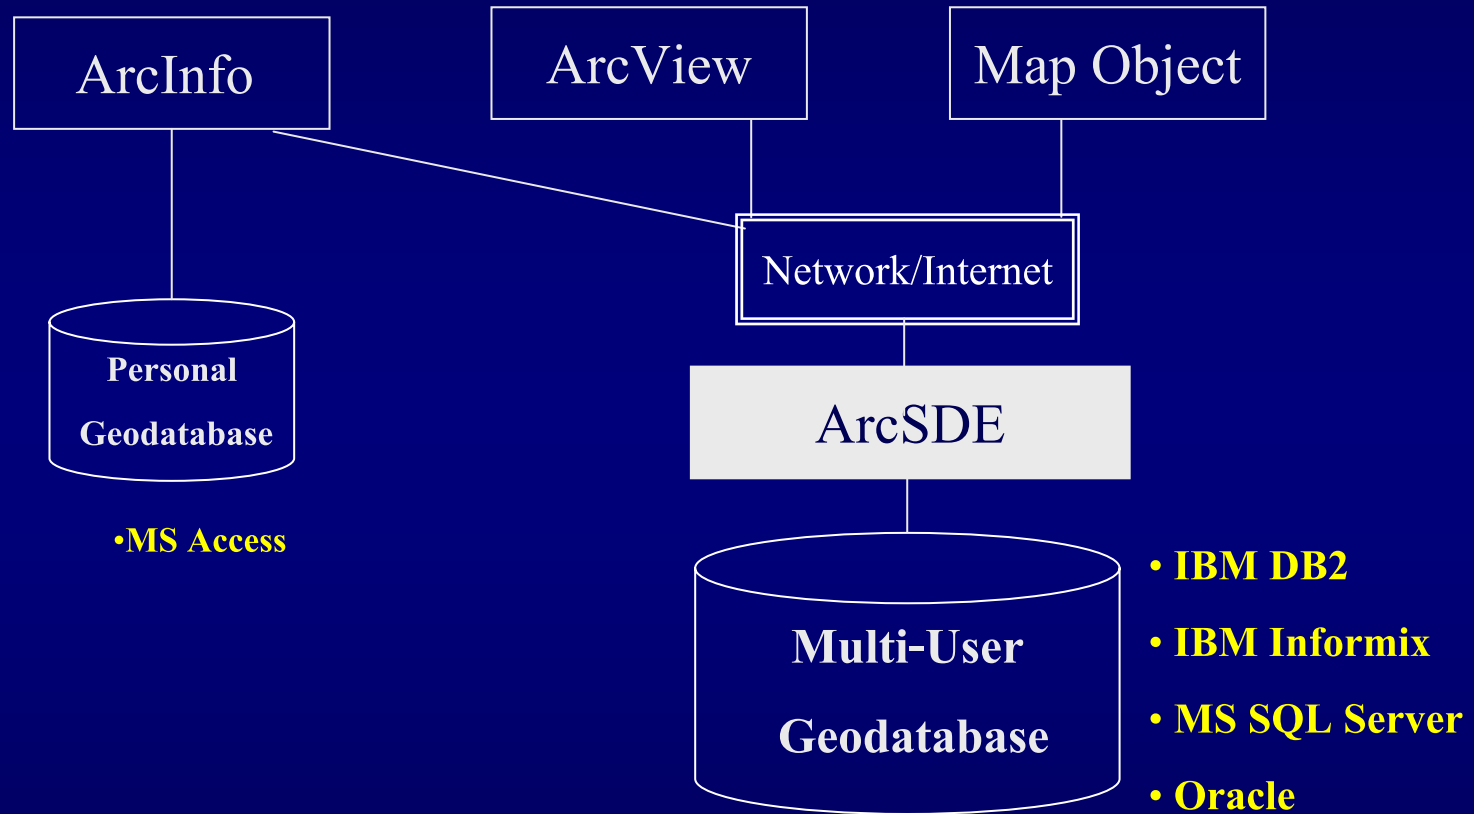 ArcInfo
ArcView
Map Object
Network/Internet
Personal
Geodatabase
•MS Access
ArcSDE
Multi-User
Geodatabase
• IBM DB2
• IBM Informix
• MS SQL Server
• Oracle